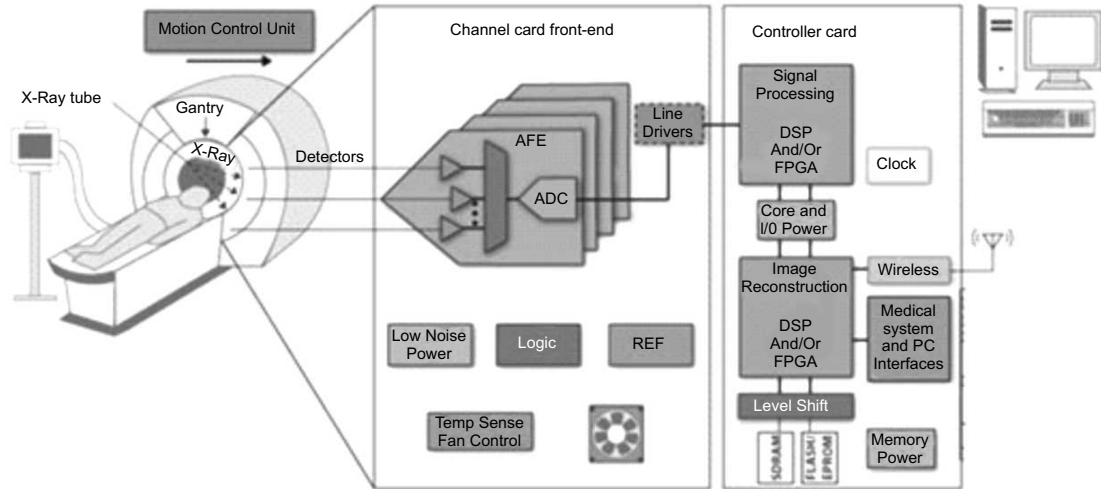 Motion Control Unit
X-Ray tube
Gantry
X-Ray
Detectors
Channel card front-end
AFE
ADC
Line
Drivers
Low Noise
Power
Logic
REF
Temp Sense
Fan Control
Controller card
Signal
Processing
DSP
And/Or
FPGA
Clock
Core and
I/0 Power
Image
Reconstruction
DSP
And/Or
FPGA
Wireless
Medical
system
and PC
Interfaces
Level Shift
SDRAM
FLASH/
EPROM
Memory
Power